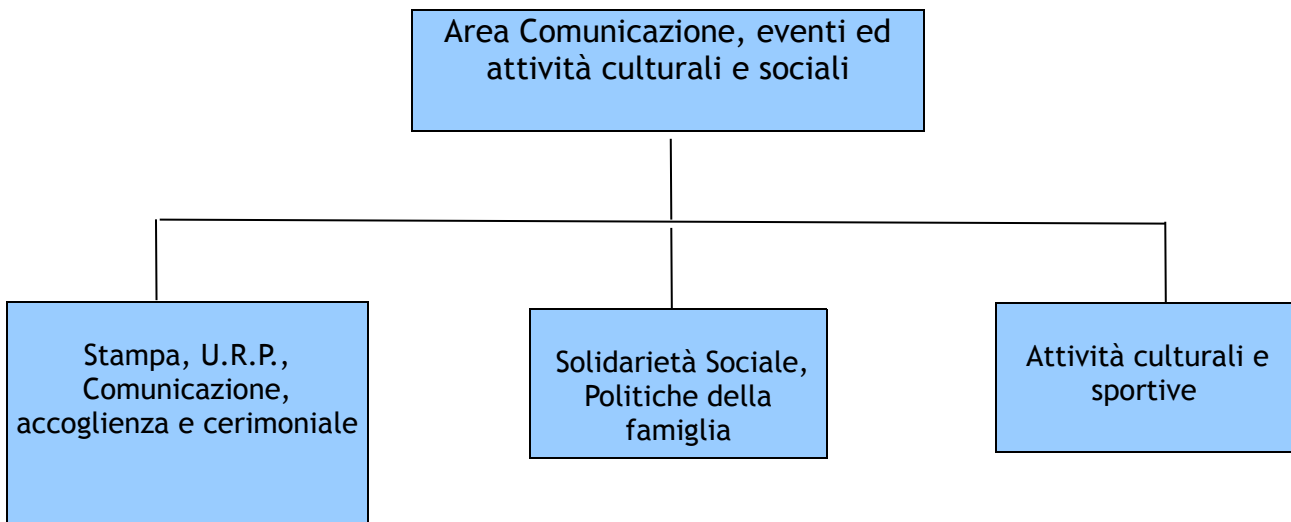 Area Comunicazione, eventi ed
attività culturali e sociali
Stampa, U.R.P.,
Comunicazione,
accoglienza e cerimoniale
Solidarietà Sociale,
Politiche della
famiglia
Attività culturali e
sportive